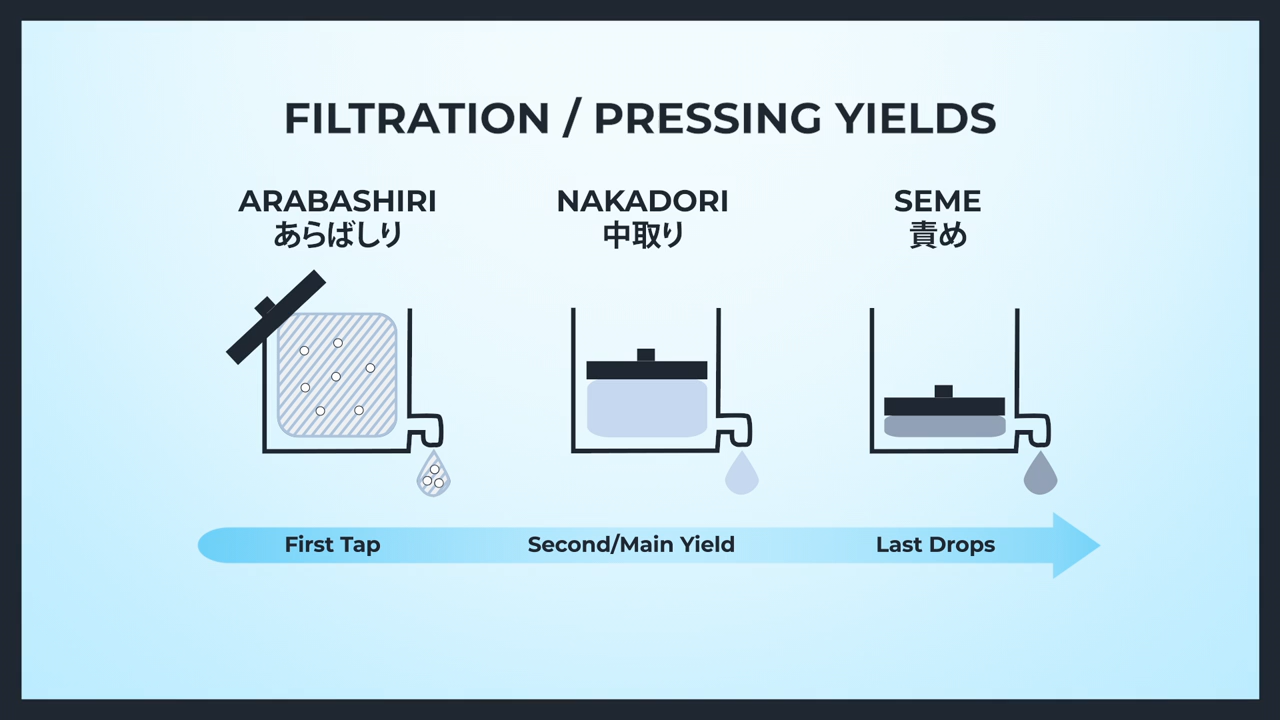 FILTRATION / PRESSING YIELDS
ARABASHIRI
あらばしり
NAKADORI
中取り
SEME
責め
First Tap
Second/Main Yield
Last Drops